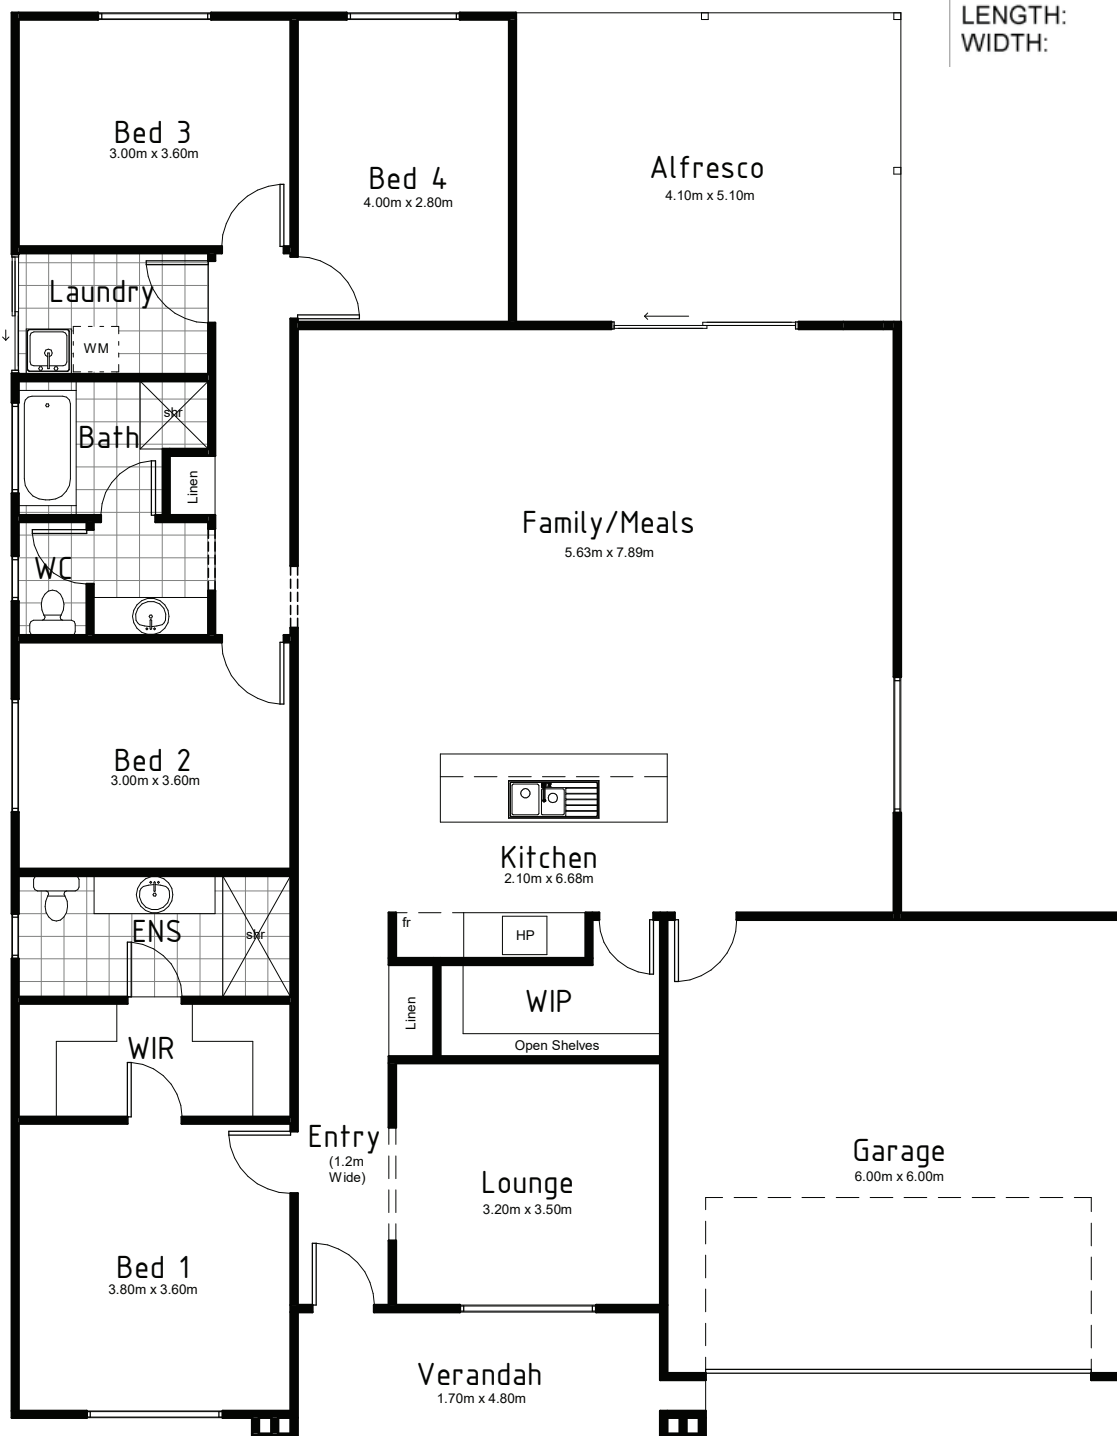 LENGTH:
WIDTH:
Bed 3
3.00m x 3.60m
Bed 4
4.00m x 2.80m
Alfresco
4.10m x 5.10m
Laundry
WM
shr
Bath
Linen
Family/Meals
5.63m x 7.89m
WC
Bed 2
3.00m x 3.60m
Kitchen
2.10m x 6.68m
fr
HP
ENS
shr
WIP
Linen
Open Shelves
WIR
Entry
(1.2m
Wide)
Garage
6.00m x 6.00m
Lounge
3.20m x 3.50m
Bed 1
3.80m x 3.60m
Verandah
1.70m x 4.80m